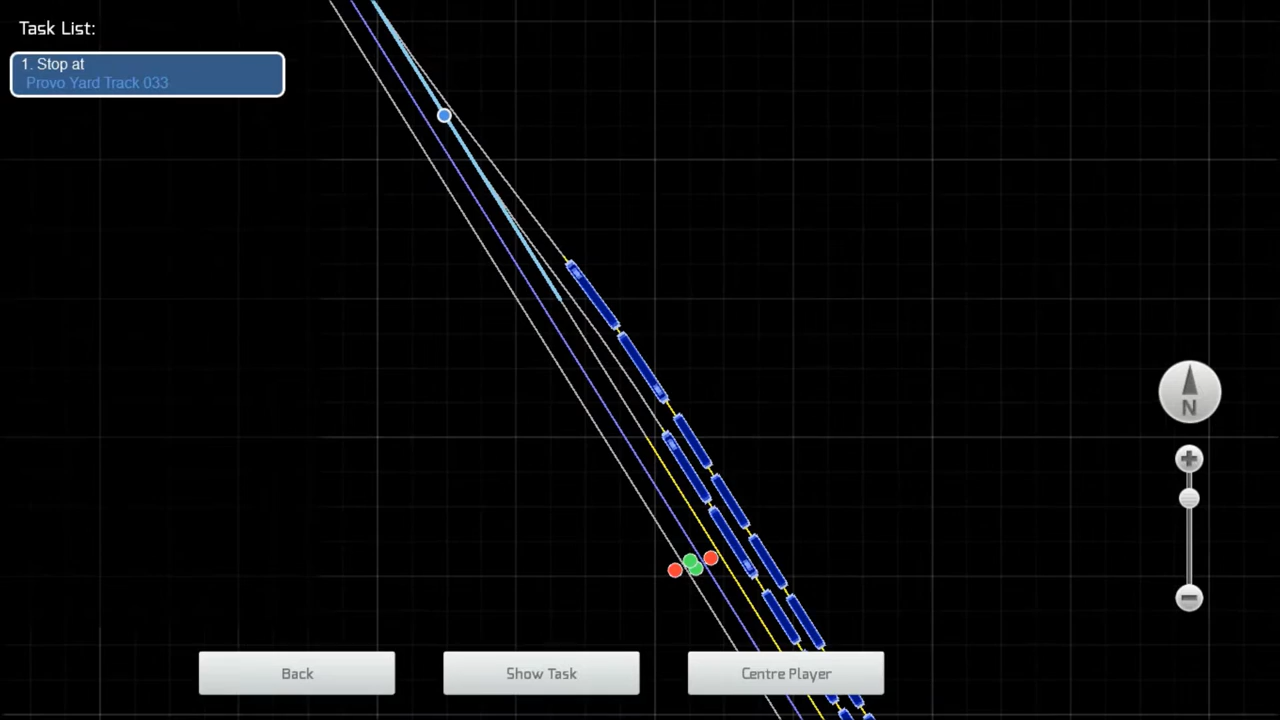 Task List:
1. Stop at
Provo Yard Track 033
N
Back
Show Task
Centre Player